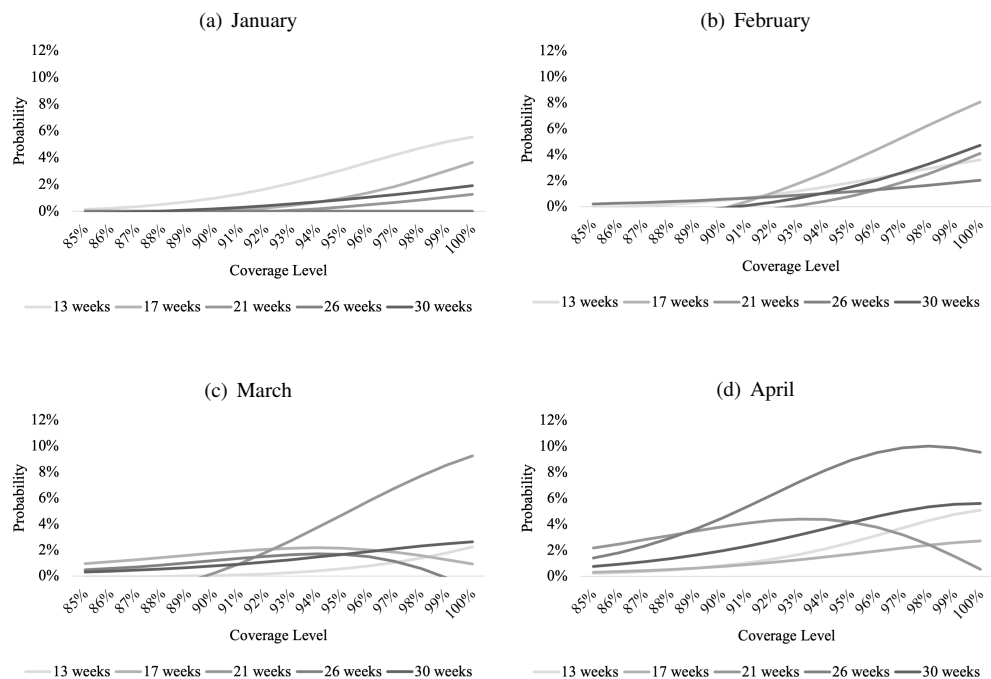 (a) January
12%
10%
8%
6%
4%
2%
0%
Probability
85% 86% 87% 88% 89% 90% 91% 92% 93% 94% 95% 96% 97% 98% 99% 100%
Coverage Level
13 weeks 17 weeks 21 weeks 26 weeks 30 weeks
(b) February
12%
10%
8%
6%
4%
2%
0%
Probability
85% 86% 87% 88% 89% 90% 91% 92% 93% 94% 95% 96% 97% 98% 99% 100%
Coverage Level
13 weeks 17 weeks 21 weeks 26 weeks 30 weeks
(c) March
12%
10%
8%
6%
4%
2%
0%
Probability
85% 86% 87% 88% 89% 90% 91% 92% 93% 94% 95% 96% 97% 98% 99% 100%
Coverage Level
13 weeks 17 weeks 21 weeks 26 weeks 30 weeks
(d) April
12%
10%
8%
6%
4%
2%
0%
Probability
85% 86% 87% 88% 89% 90% 91% 92% 93% 94% 95% 96% 97% 98% 99% 100%
Coverage Level
13 weeks 17 weeks 21 weeks 26 weeks 30 weeks